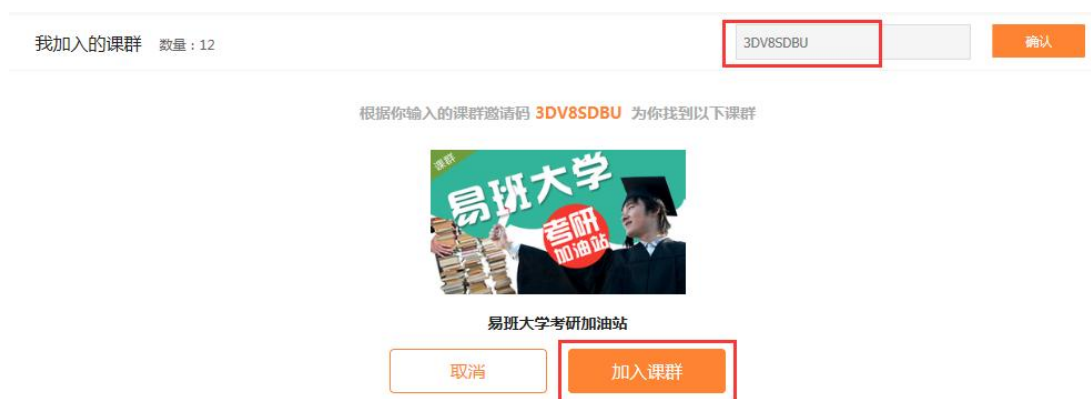 我加入的课群 数量：12 3DV8SDBU 确认
根据你输入的课群邀请码 3DV8SDBU 为你找到以下课群
课群
易班大学
考研
加油站
易班大学考研加油站
取消 加入课群